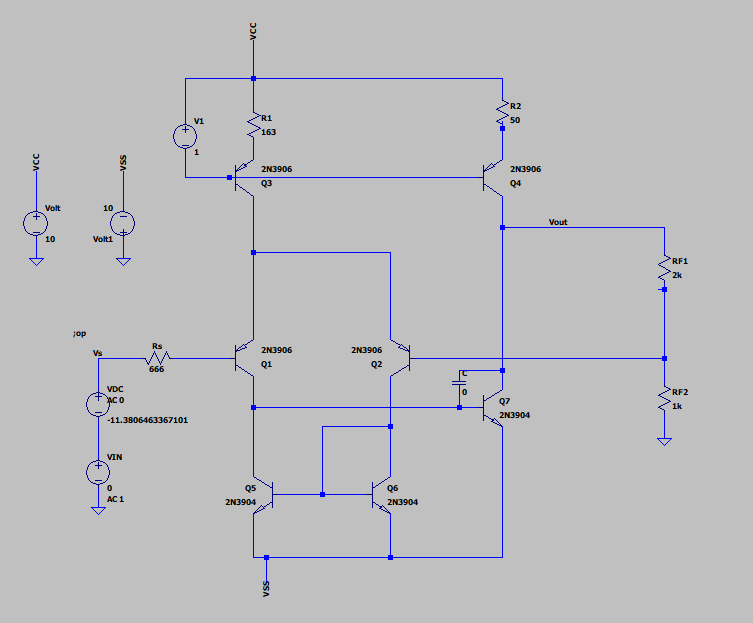 VCC
V1
1
R1
163
R2
50
2N3906
Q3
2N3906
Q4
VCC
VSS
Volt
10
10
Volt1
Vout
RF1
2k
;op
Vs
Rs
666
2N3906
Q1
2N3906
Q2
C
0
VDC
AC 0
-11.3806463367101
RF2
1k
Q7
2N3904
VIN
0
AC 1
Q5
2N3904
Q6
2N3904
VSS